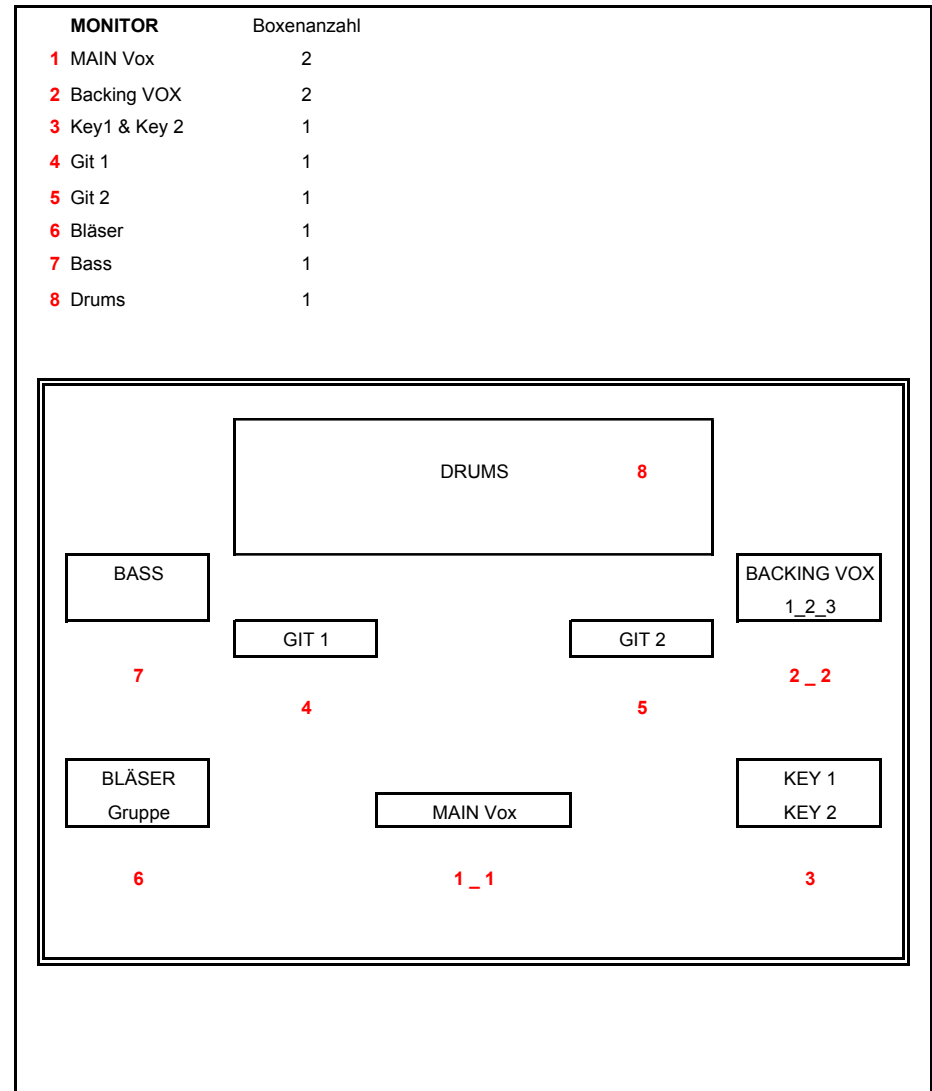 MONITOR Boxenanzahl
1 MAIN Vox 2
2 Backing VOX 2
3 Key1 & Key 2 1
4 Git 1 1
5 Git 2 1
6 Bläser 1
7 Bass 1
8 Drums 1
DRUMS 8
BASS BACKING VOX
1_2_3
GIT 1 GIT 2
7 2 _ 2
4 5
BLÄSER KEY 1
Gruppe MAIN Vox KEY 2
6 1 _ 1 3